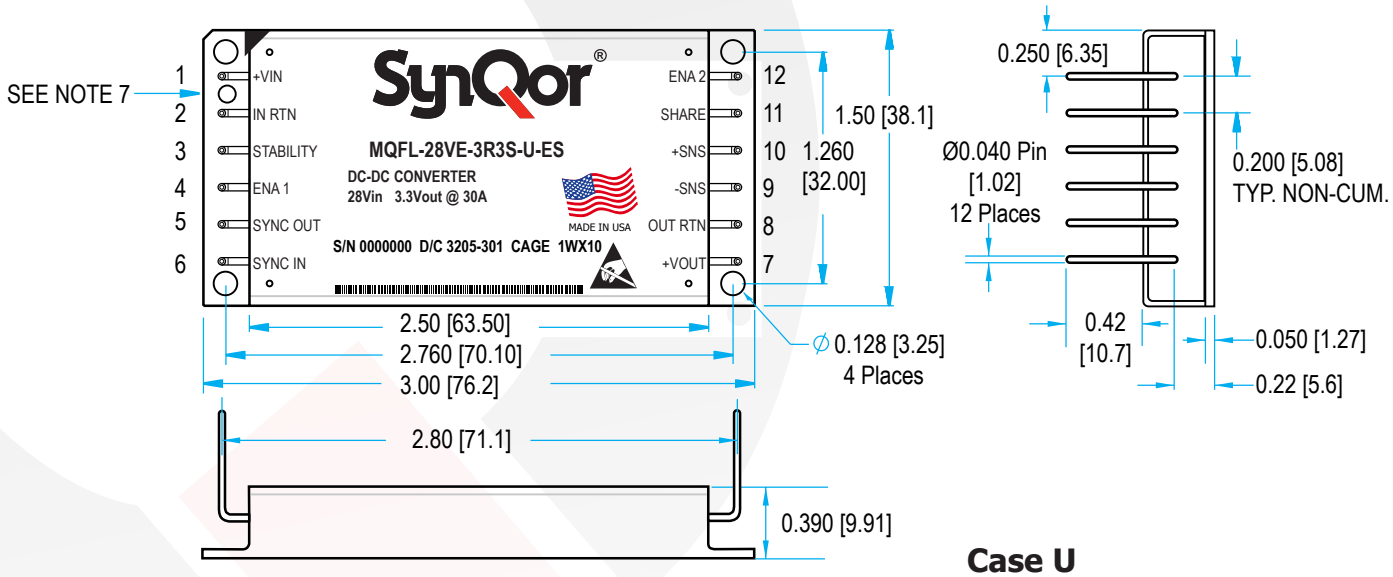 SynQor®
MQFL-28VE-3R3S-U-ES
DC-DC CONVERTER
28Vin 3.3Vout @ 30A
MADE IN USA
S/N 0000000 D/C 3205-301 CAGE 1WX10
SEE NOTE 7
1 +VIN
2 IN RTN
3 STABILITY
4 ENA 1
5 SYNC OUT
6 SYNC IN
ENA 2 12
SHARE 11
+SNS 10
-SNS 9
OUT RTN 8
+VOUT 7
1.260
[32.00]
1.50 [38.1]
2.50 [63.50]
2.760 [70.10]
3.00 [76.2]
Ø 0.128 [3.25]
4 Places
0.250 [6.35]
Ø0.040 Pin
[1.02]
12 Places
0.200 [5.08]
TYP. NON-CUM.
0.42
[10.7]
0.050 [1.27]
0.22 [5.6]
2.80 [71.1]
0.390 [9.91]
Case U